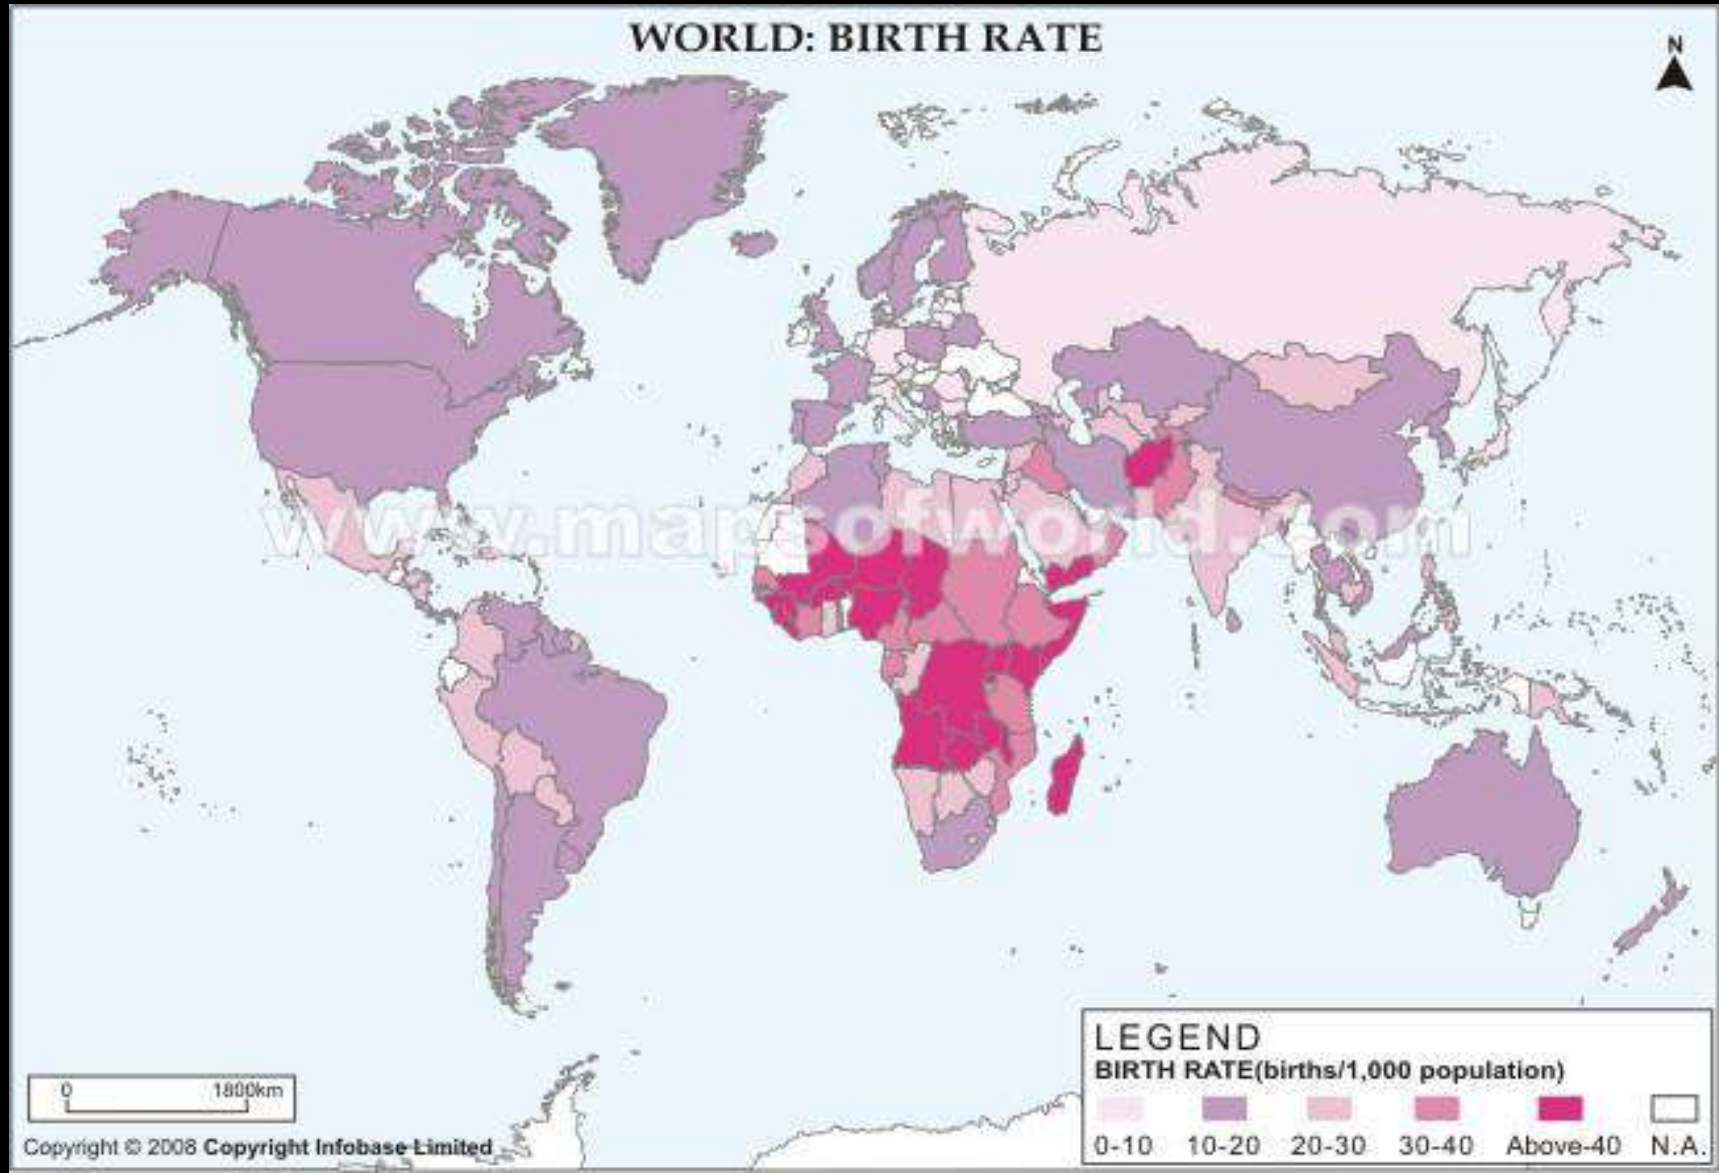 WORLD: BIRTH RATE
N
www.mapsofworld.com
LEGEND
BIRTH RATE(births/1,000 population)
0-10 10-20 20-30 30-40 Above-40 N.A.
0 1800km
Copyright © 2008 Copyright Infobase Limited